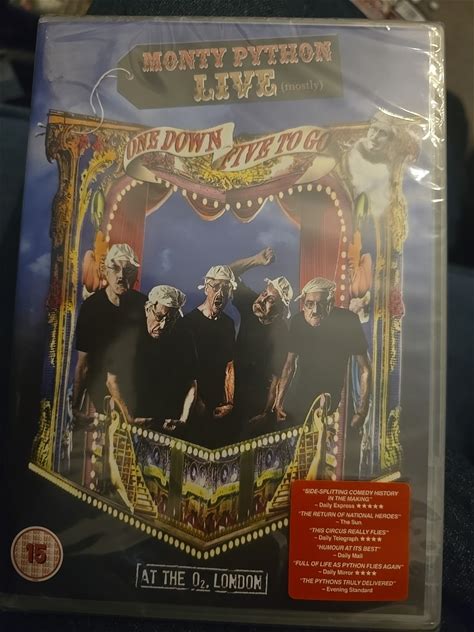 MONTY PYTHON
LIVE (mostly)
ONE DOWN FIVE TO GO
"SIDE-SPLITTING COMEDY HISTORY
IN THE MAKING"
– Daily Express ★★★★★
"THE RETURN OF NATIONAL HEROES"
– The Sun
"THIS CIRCUS REALLY FLIES"
– Daily Telegraph ★★★★
"HUMOUR AT ITS BEST"
– Daily Mail
"FULL OF LIFE AS PYTHON FLIES AGAIN"
– Daily Mirror ★★★★
"THE PYTHONS TRULY DELIVERED"
– Evening Standard
15
AT THE O2, LONDON